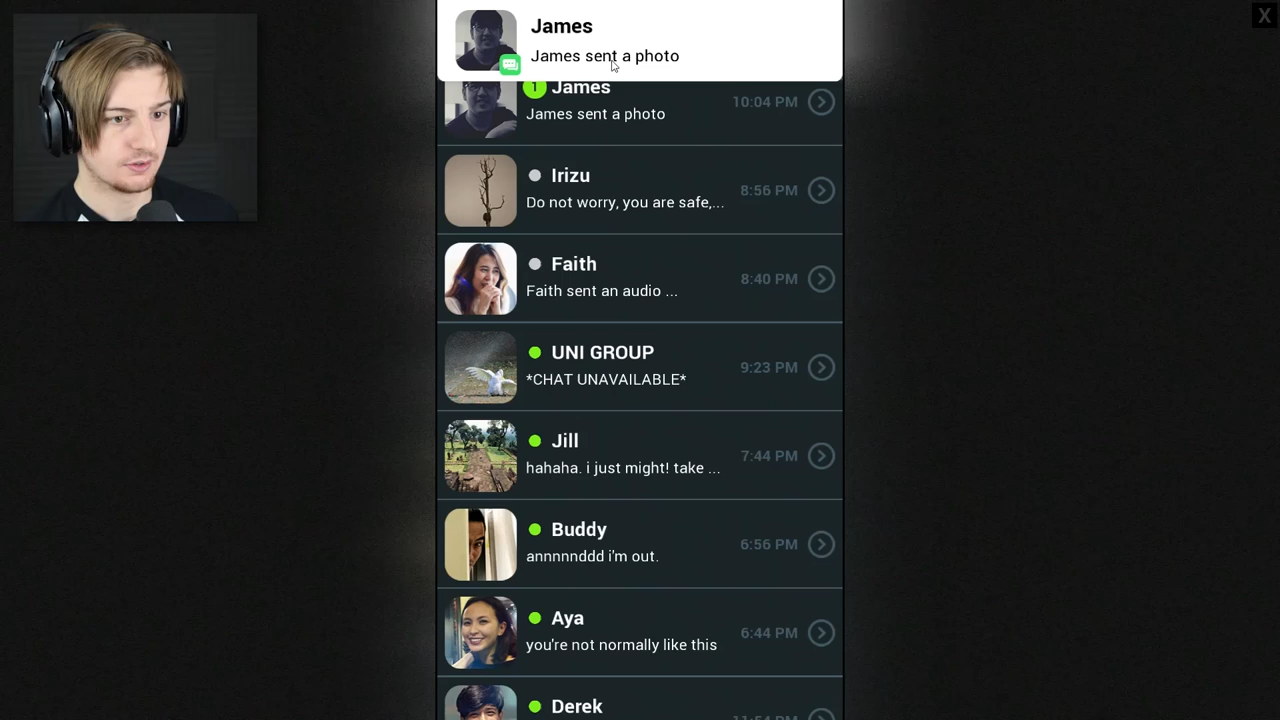 X
James
James sent a photo
1 James
James sent a photo
10:04 PM
Irizu
Do not worry, you are safe,...
8:56 PM
Faith
Faith sent an audio ...
8:40 PM
UNI GROUP
*CHAT UNAVAILABLE*
9:23 PM
Jill
hahaha. i just might! take ...
7:44 PM
Buddy
annnnnddd i'm out.
6:56 PM
Aya
you're not normally like this
6:44 PM
Derek